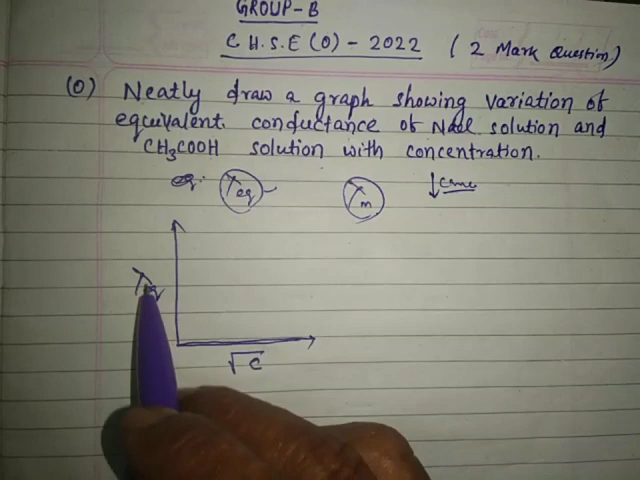 GROUP-B
C H.S.E (O) - 2022 ( 2 Mark Question)
(O) Neatly draw a graph showing variation of
equivalent conductance of Nacl solution and
CH3COOH solution with concentration.
λeq λm ↓ conc
λ
√C